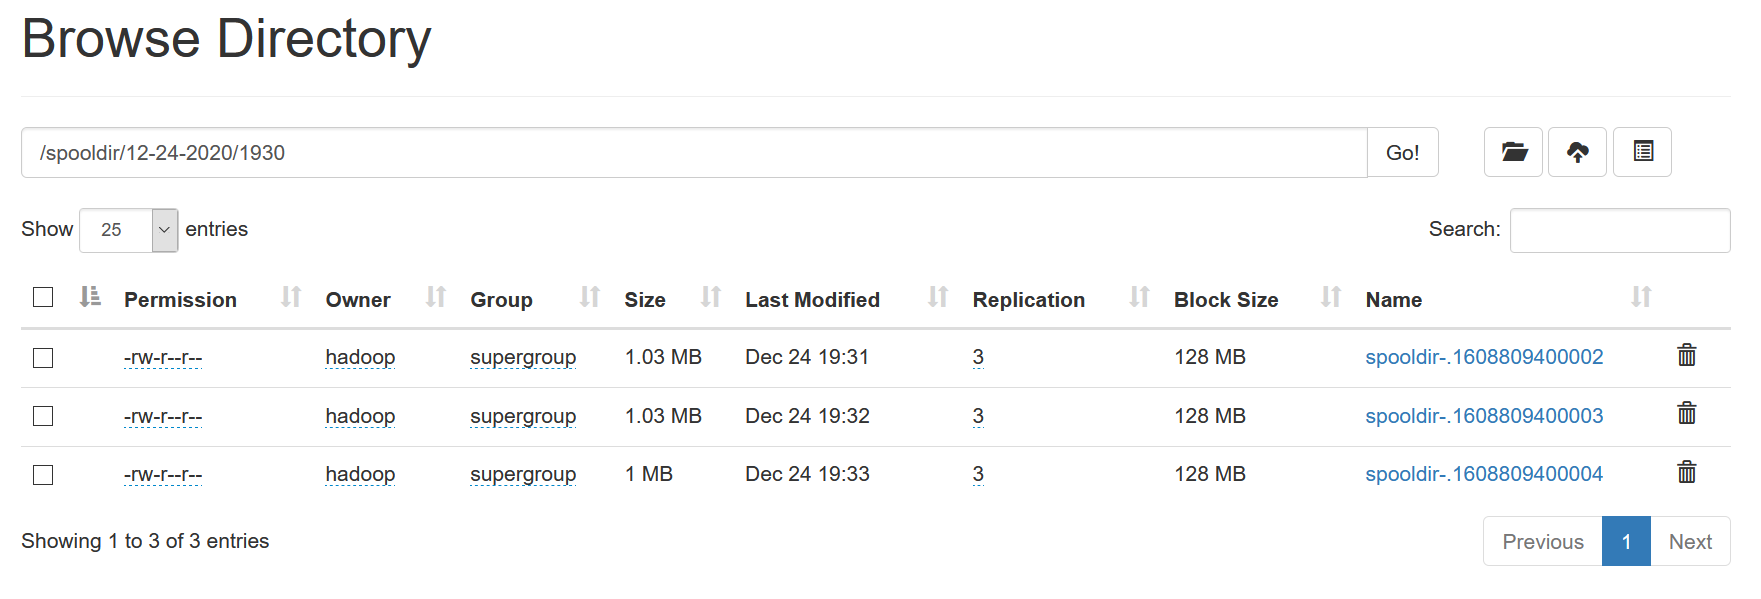 Browse Directory
/spooldir/12-24-2020/1930 Go!
Show 25 entries Search:
Permission Owner Group Size Last Modified Replication Block Size Name
-rw-r--r-- hadoop supergroup 1.03 MB Dec 24 19:31 3 128 MB spooldir-.1608809400002
-rw-r--r-- hadoop supergroup 1.03 MB Dec 24 19:32 3 128 MB spooldir-.1608809400003
-rw-r--r-- hadoop supergroup 1 MB Dec 24 19:33 3 128 MB spooldir-.1608809400004
Showing 1 to 3 of 3 entries Previous 1 Next